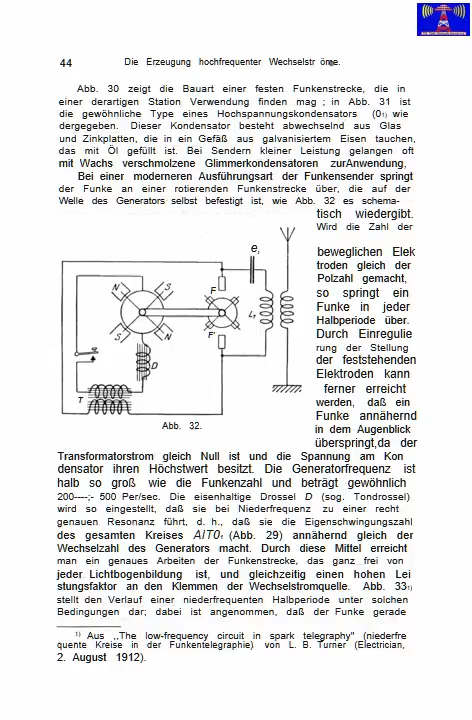 44 Die Erzeugung hochfrequenter Wechselstr öme.
Abb. 30 zeigt die Bauart einer festen Funkenstrecke, die in
einer derartigen Station Verwendung finden mag ; in Abb. 31 ist
die gewöhnliche Type eines Hochspannungskondensators (0₁) wie
dergegeben. Dieser Kondensator besteht abwechselnd aus Glas
und Zinkplatten, die in ein Gefäß aus galvanisiertem Eisen tauchen,
das mit Öl gefüllt ist. Bei Sendern kleiner Leistung gelangen oft
mit Wachs verschmolzene Glimmerkondensatoren zurAnwendung,
Bei einer moderneren Ausführungsart der Funkensender springt
der Funke an einer rotierenden Funkenstrecke über, die auf der
Welle des Generators selbst befestigt ist, wie Abb. 32 es schema-
tisch wiedergibt.
Wird die Zahl der
beweglichen Elek
troden gleich der
Polzahl gemacht,
so springt ein
Funke in jeder
Halbperiode über.
Durch Einregulie
rung der Stellung
der feststehenden
Elektroden kann
ferner erreicht
werden, daß ein
Funke annähernd
in dem Augenblick
überspringt,da der
N S F S N F' D T L₁ e,
Abb. 32.
Transformatorstrom gleich Null ist und die Spannung am Kon
densator ihren Höchstwert besitzt. Die Generatorfrequenz ist
halb so groß wie die Funkenzahl und beträgt gewöhnlich
200----;- 500 Per/sec. Die eisenhaltige Drossel D (sog. Tondrossel)
wird so eingestellt, daß sie bei Niederfrequenz zu einer recht
genauen Resonanz führt, d. h., daß sie die Eigenschwingungszahl
des gesamten Kreises AlT0₁ (Abb. 29) annähernd gleich der
Wechselzahl des Generators macht. Durch diese Mittel erreicht
man ein genaues Arbeiten der Funkenstrecke, das ganz frei von
jeder Lichtbogenbildung ist, und gleichzeitig einen hohen Lei
stungsfaktor an den Klemmen der Wechselstromquelle. Abb. 33¹)
stellt den Verlauf einer niederfrequenten Halbperiode unter solchen
Bedingungen dar; dabei ist angenommen, daß der Funke gerade
¹) Aus ,,The low-frequency circuit in spark telegraphy" (niederfre
quente Kreise in der Funkentelegraphie) von L. B. Turner (Electrician,
2. August 1912).